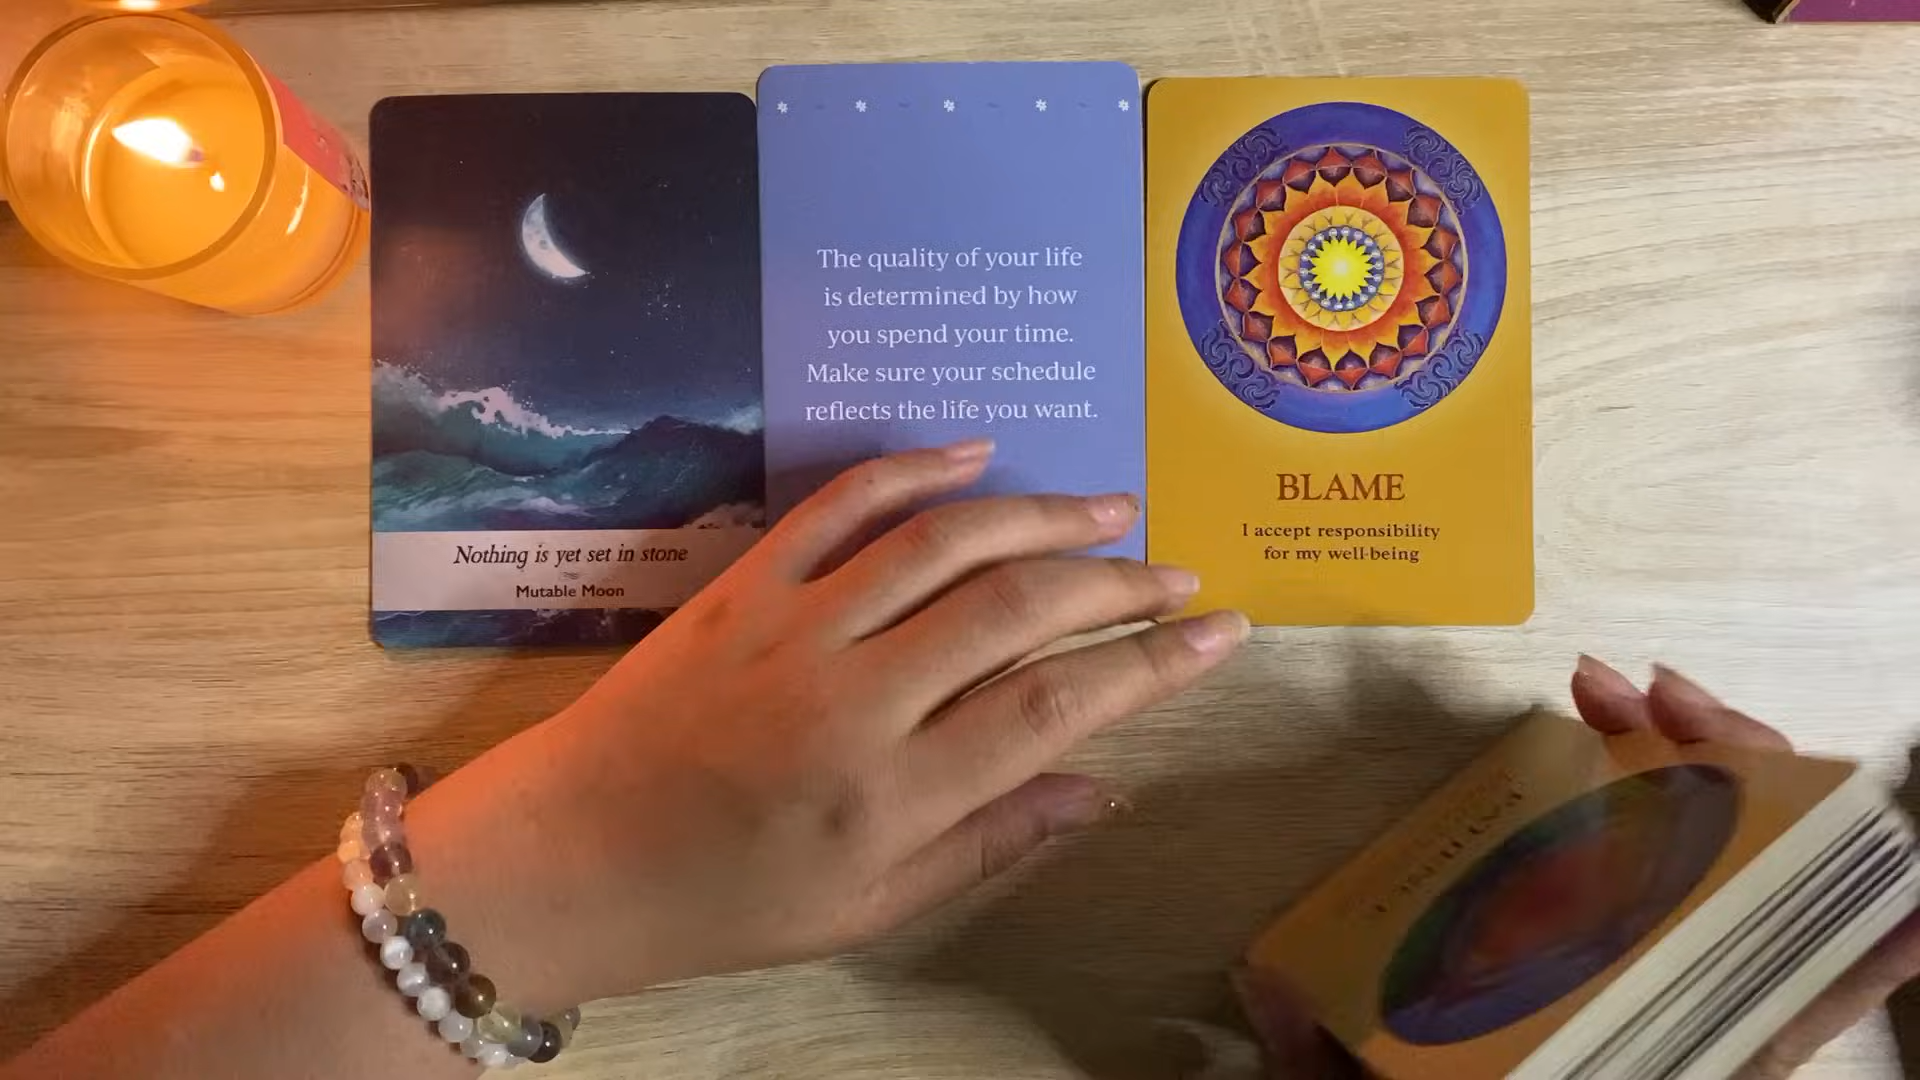 Nothing is yet set in stone
Mutable Moon
The quality of your life
is determined by how
you spend your time.
Make sure your schedule
reflects the life you want.
BLAME
I accept responsibility
for my well-being